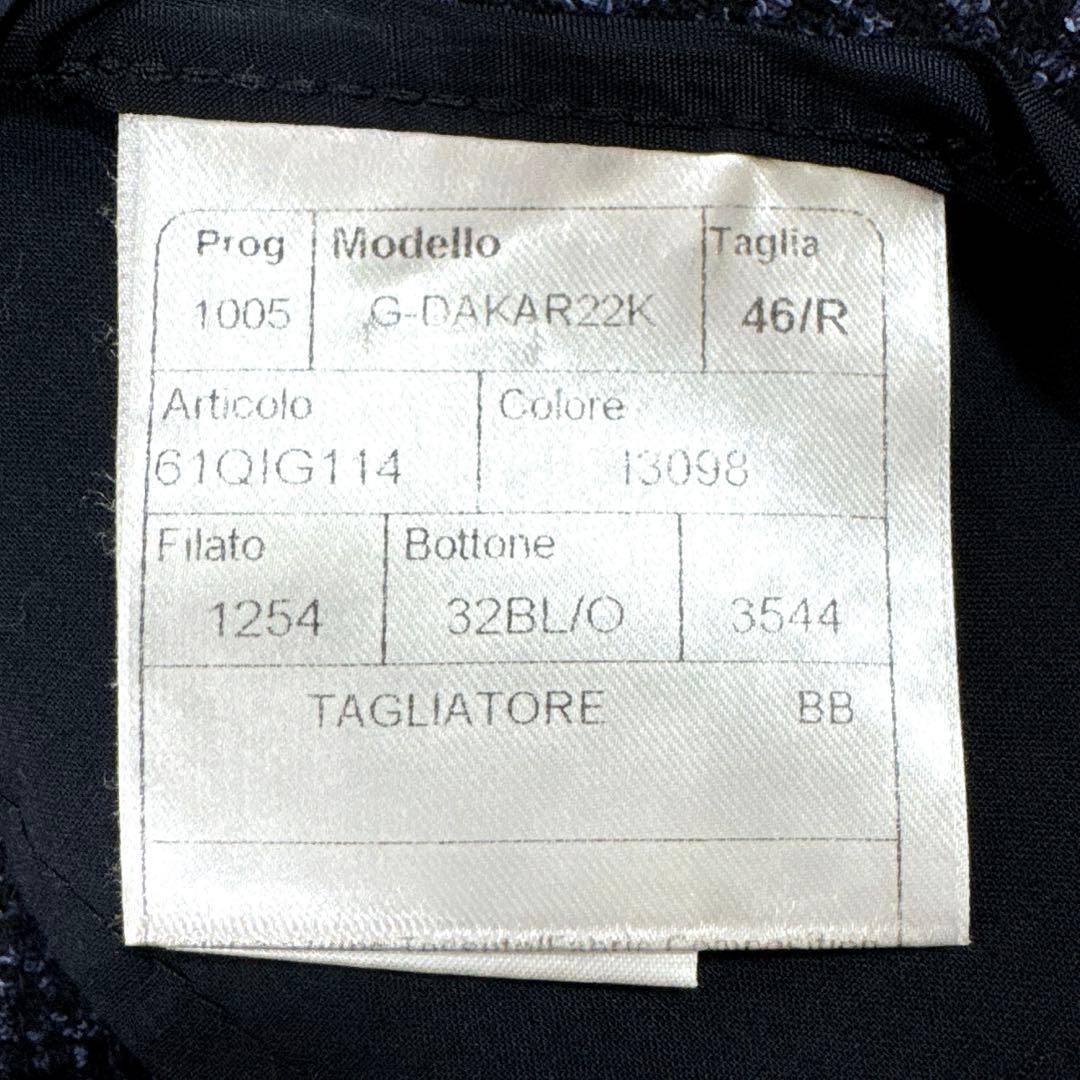 Prog Modello Taglia
1005 G-DAKAR22K 46/R
Articolo Colore
61QIG114 I3098
Filato Bottone
1254 32BL/O 3544
TAGLIATORE BB